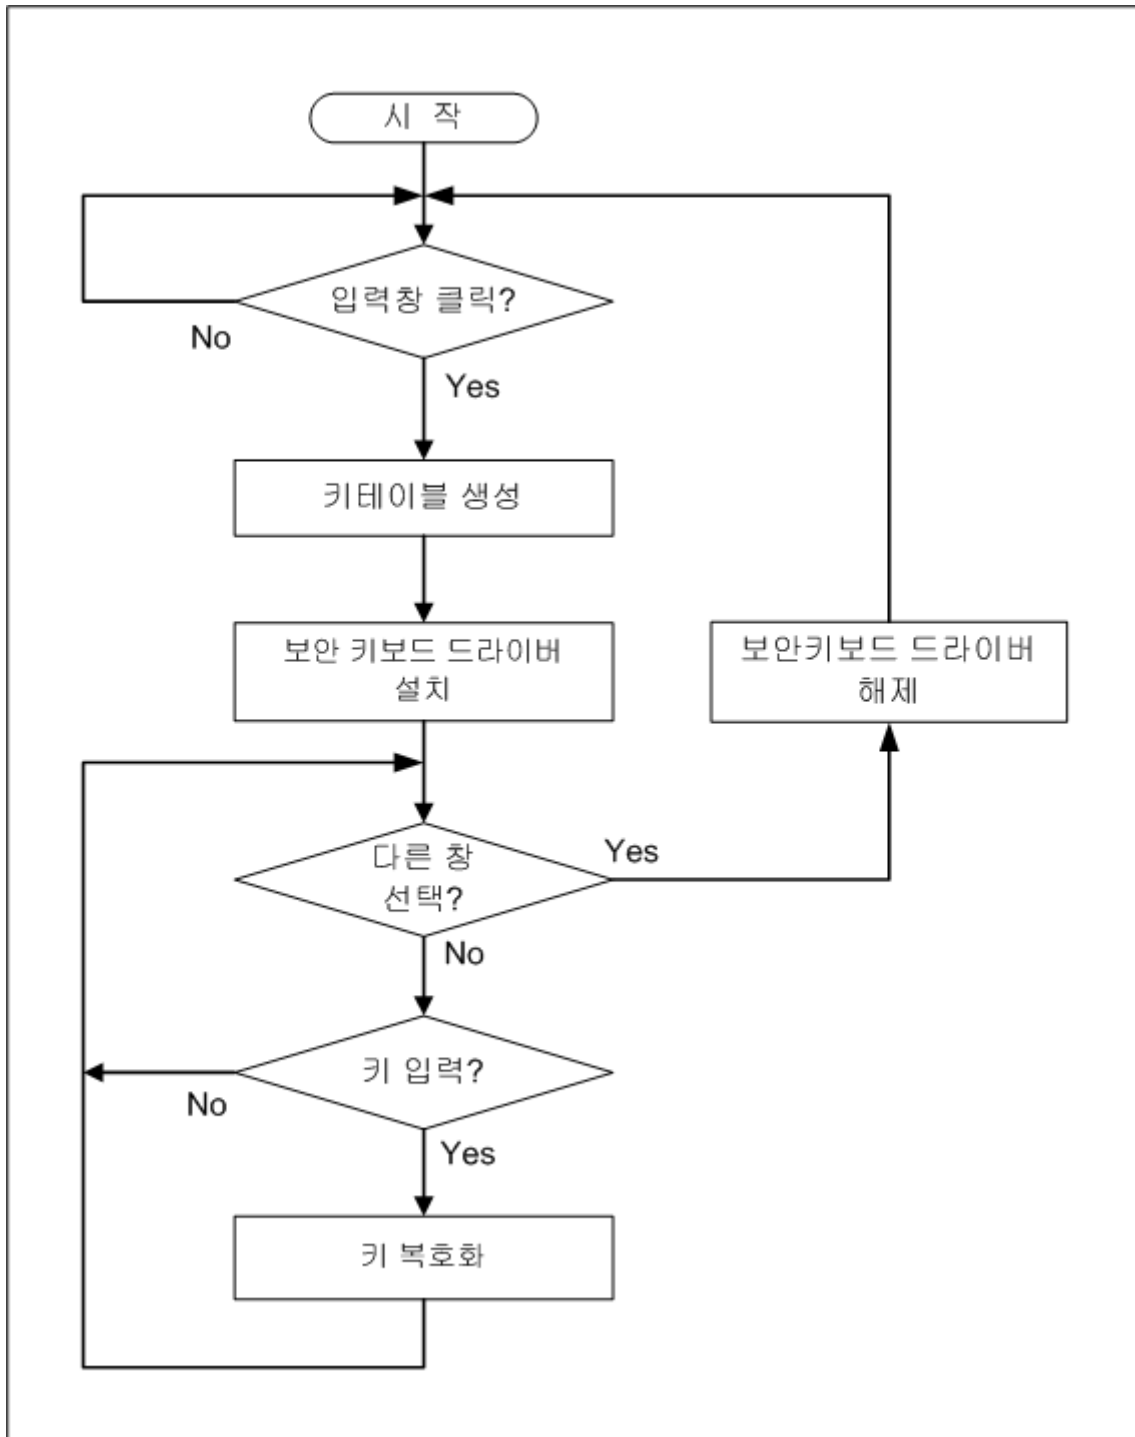 시 작
입력창 클릭?
No
Yes
키테이블 생성
보안 키보드 드라이버
설치
보안키보드 드라이버
해제
다른 창
선택?
Yes
No
키 입력?
No
Yes
키 복호화